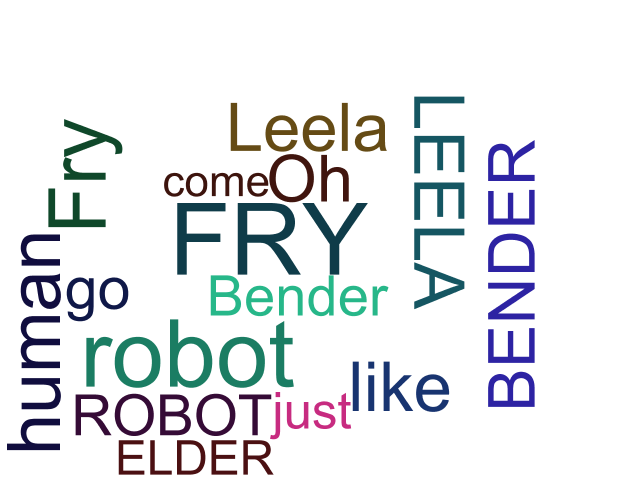 Leela
LEELA
Fry
BENDER
come
Oh
FRY
human
go
Bender
robot
like
ROBOT
just
ELDER